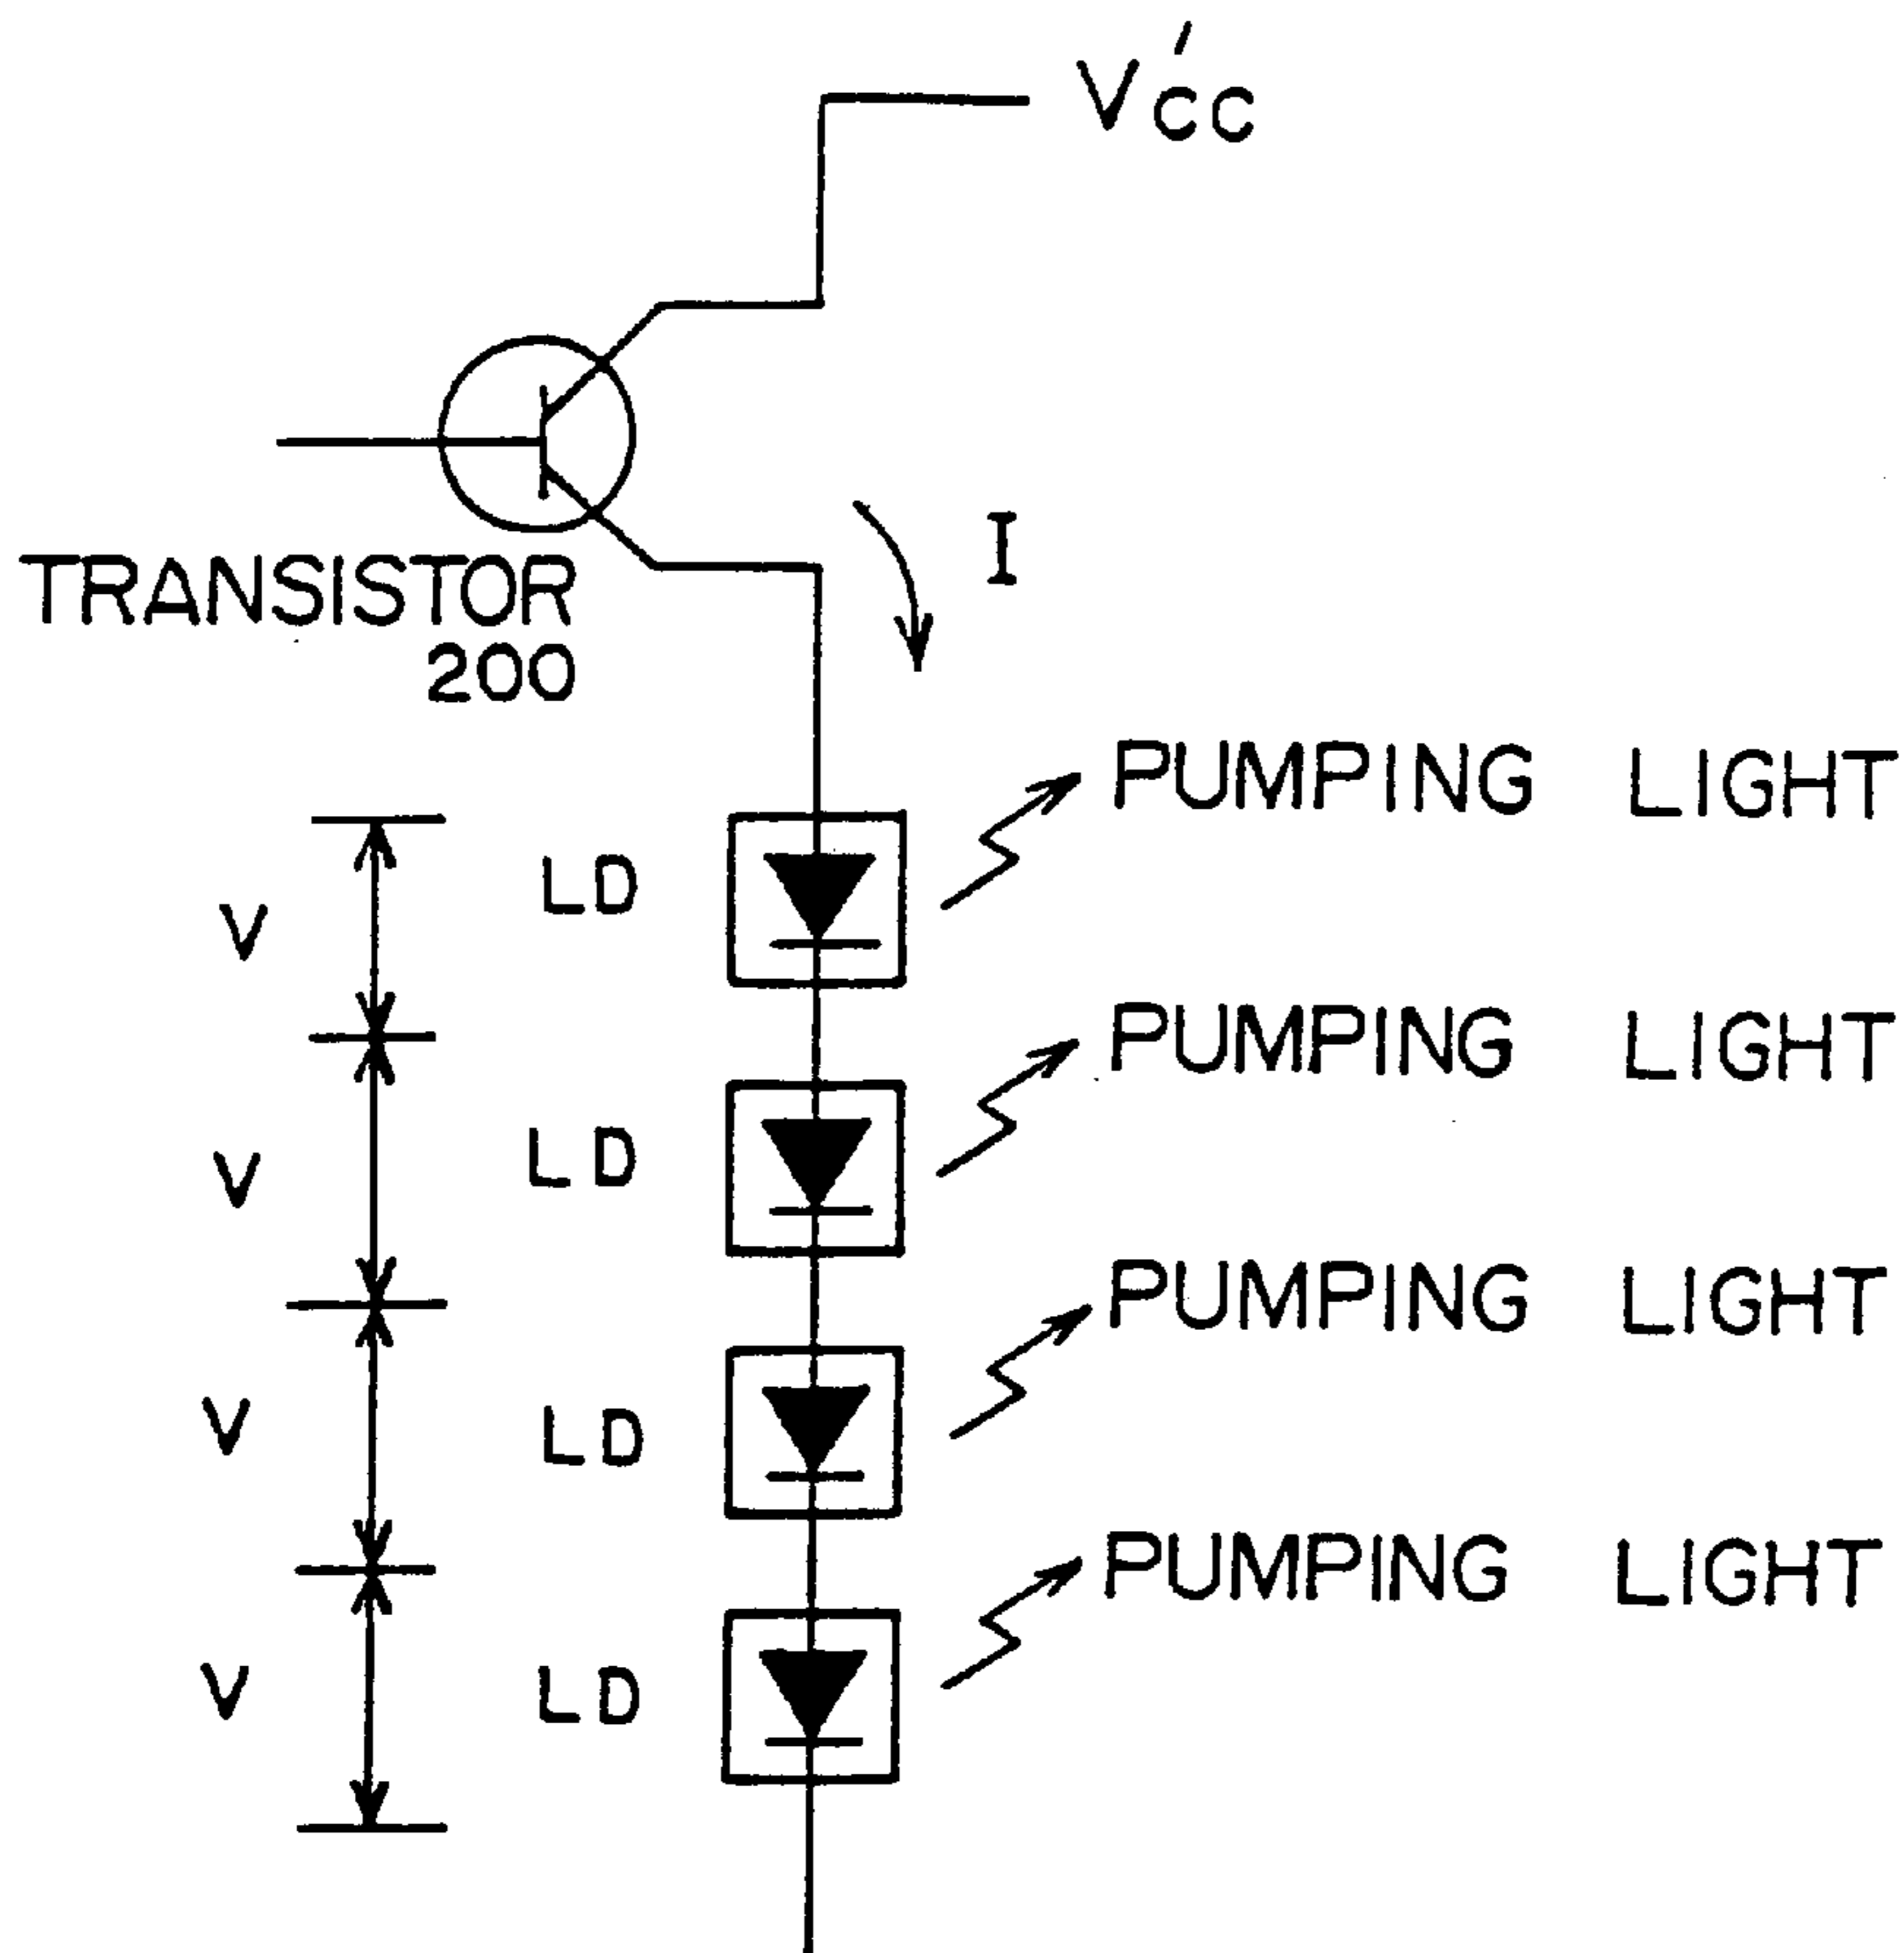 V'cc
I
TRANSISTOR
200
PUMPING LIGHT
LD
V
PUMPING LIGHT
LD
V
PUMPING LIGHT
LD
V
PUMPING LIGHT
LD
V